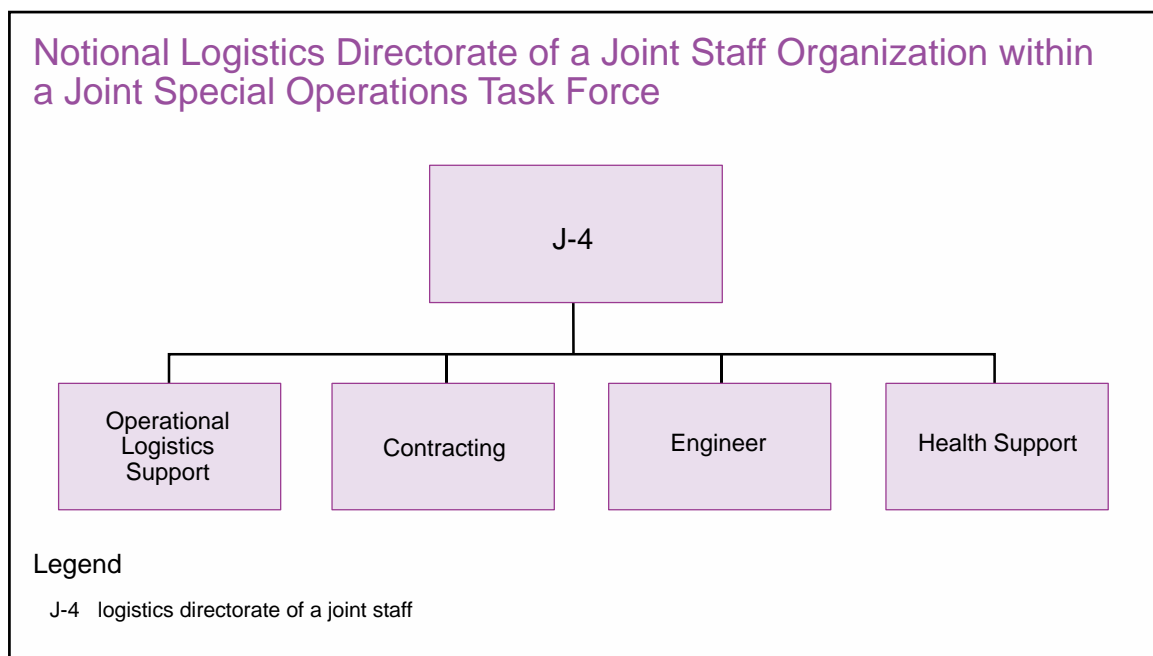 Notional Logistics Directorate of a Joint Staff Organization within
a Joint Special Operations Task Force
J-4
Operational
Logistics
Support
Contracting
Engineer
Health Support
Legend
J-4 logistics directorate of a joint staff